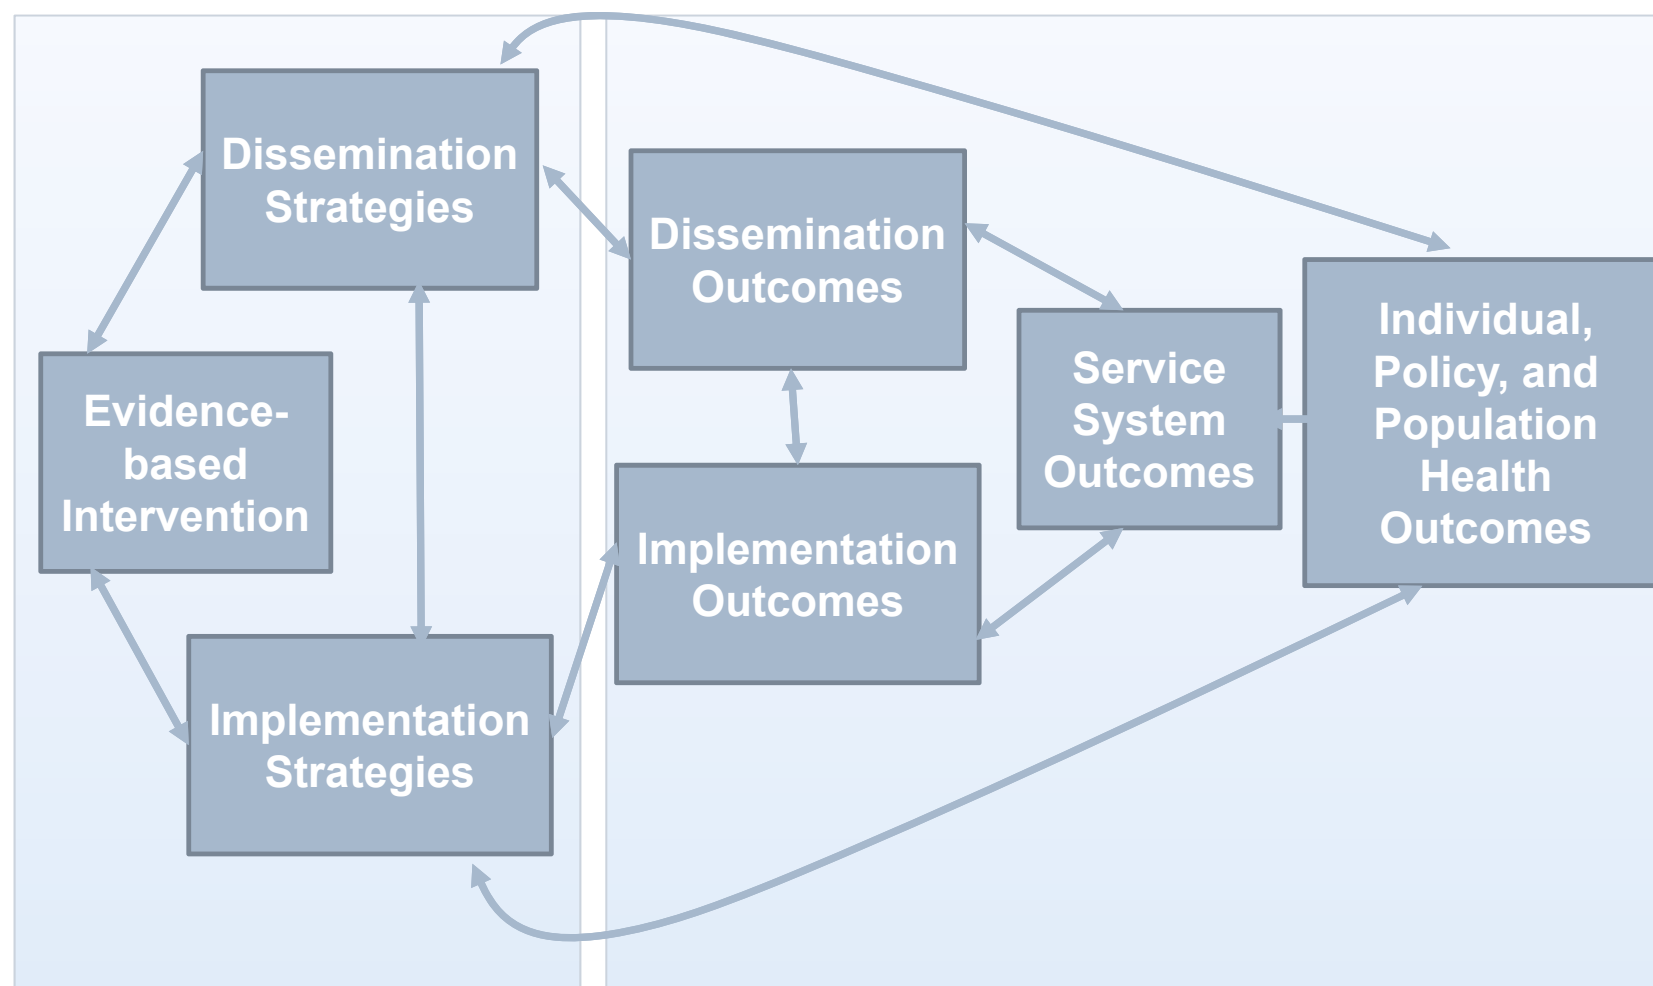 Dissemination
Strategies
Evidence-
based
Intervention
Implementation
Strategies
Dissemination
Outcomes
Implementation
Outcomes
Service
System
Outcomes
Individual,
Policy, and
Population
Health
Outcomes